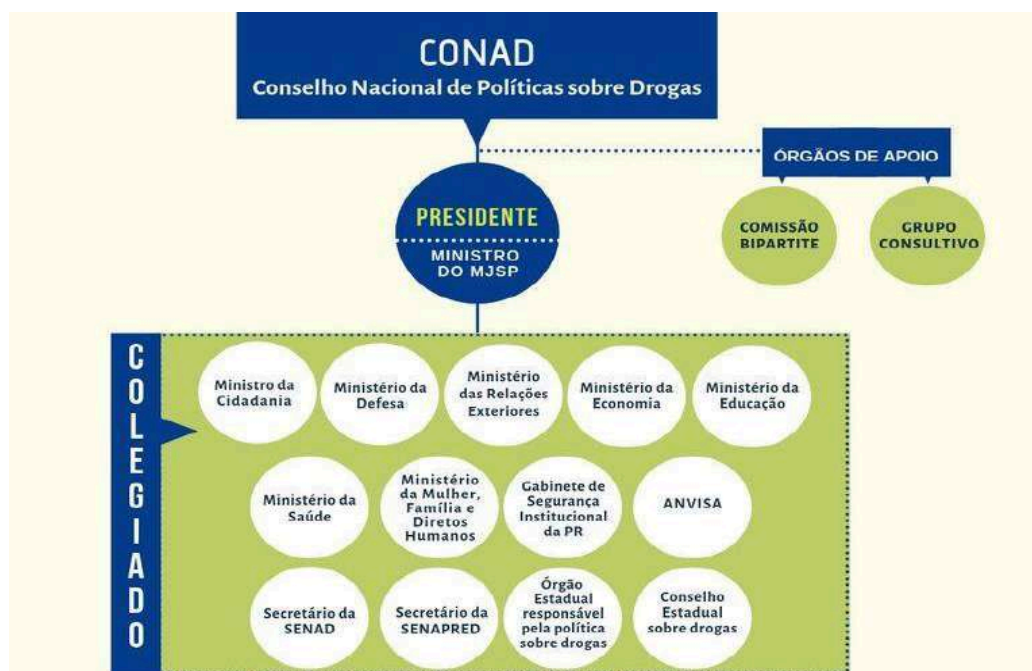 CONAD
Conselho Nacional de Políticas sobre Drogas
ÓRGÃOS DE APOIO
PRESIDENTE
MINISTRO
DO MJSP
COMISSÃO
BIPARTITE
GRUPO
CONSULTIVO
COLEGIADO
Ministro da
Cidadania
Ministério da
Defesa
Ministério
das Relações
Exteriores
Ministério da
Economia
Ministério da
Educação
Ministério da
Saúde
Ministério
da Mulher,
Família e
Diretos
Humanos
Gabinete de
Segurança
Institucional
da PR
ANVISA
Secretário da
SENAD
Secretário da
SENAPRED
Órgão
Estadual
responsável
pela política
sobre drogas
Conselho
Estadual
sobre drogas